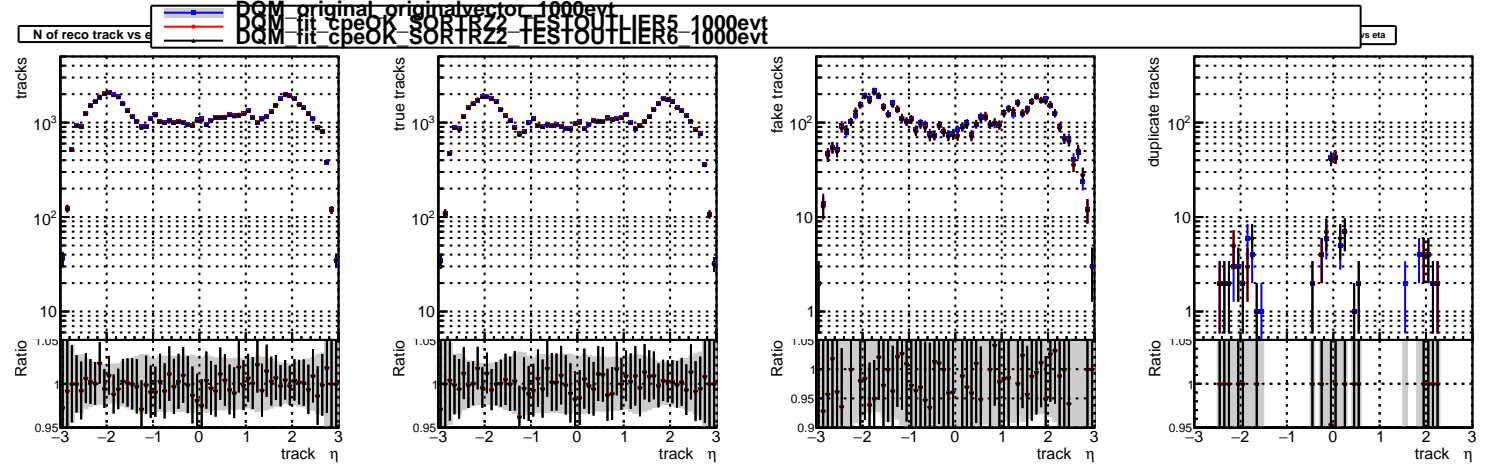 DQM_original_originalvector_1000evt
DQM_fit_cpeOK_SORTRZ2_TESTOUTLIER5_1000evt
DQM_fit_cpeOK_SORTRZ2_TESTOUTLIER6_1000evt
N of reco track vs e
vs eta
tracks
10³
10²
10
Ratio
1.05
1
0.95
−3 −2 −1 0 1 2 3
track η
true tracks
10³
10²
10
Ratio
1.05
1
0.95
−3 −2 −1 0 1 2 3
track η
fake tracks
10²
10
1
Ratio
1.05
1
0.95
0.9
−3 −2 −1 0 1 2 3
track η
duplicate tracks
10²
10
1
Ratio
1.05
1
0.95
−3 −2 −1 0 1 2 3
track η